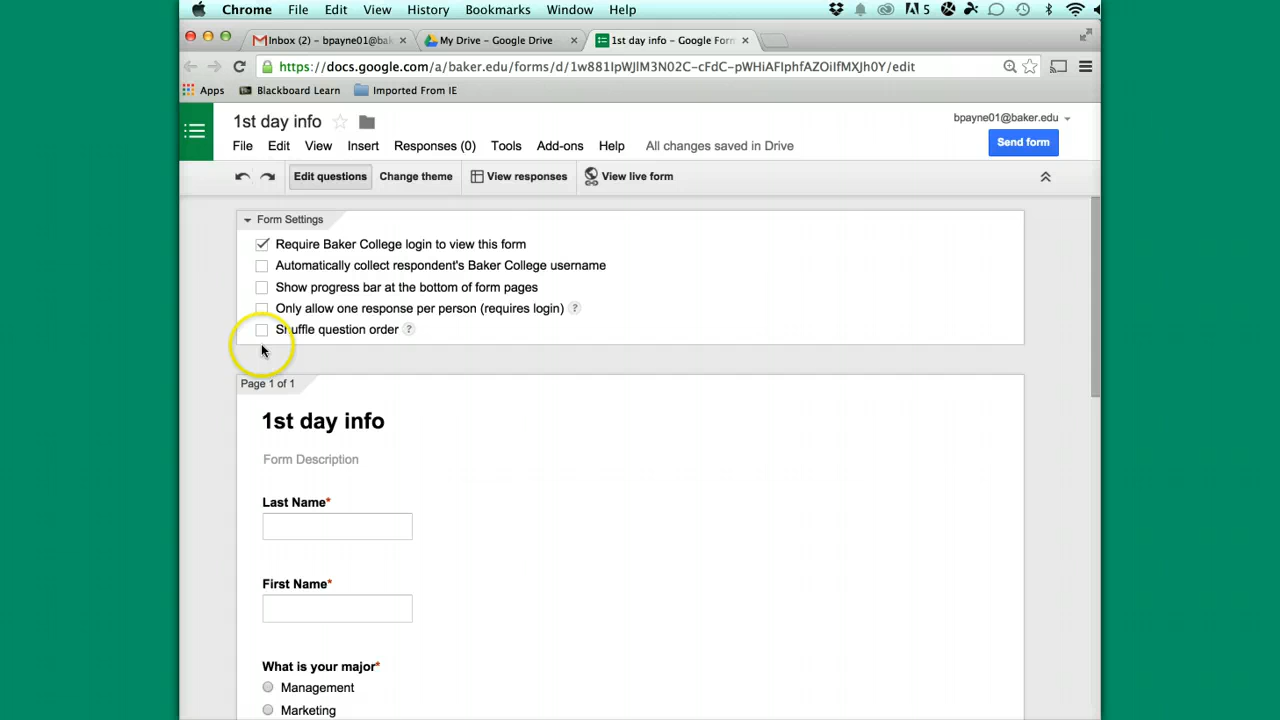 Chrome File Edit View History Bookmarks Window Help 5
Inbox (2) - bpayne01@bak
My Drive - Google Drive
1st day info - Google Form
https://docs.google.com/a/baker.edu/forms/d/1w881IpWJlM3N02C-cFdC-pWHiAFIphfAZOiIfMXJh0Y/edit
Apps Blackboard Learn Imported From IE
1st day info
bpayne01@baker.edu
File Edit View Insert Responses (0) Tools Add-ons Help All changes saved in Drive
Send form
Edit questions Change theme View responses View live form
Form Settings
Require Baker College login to view this form
Automatically collect respondent's Baker College username
Show progress bar at the bottom of form pages
Only allow one response per person (requires login) ?
Shuffle question order ?
Page 1 of 1
1st day info
Form Description
Last Name*
First Name*
What is your major*
Management
Marketing